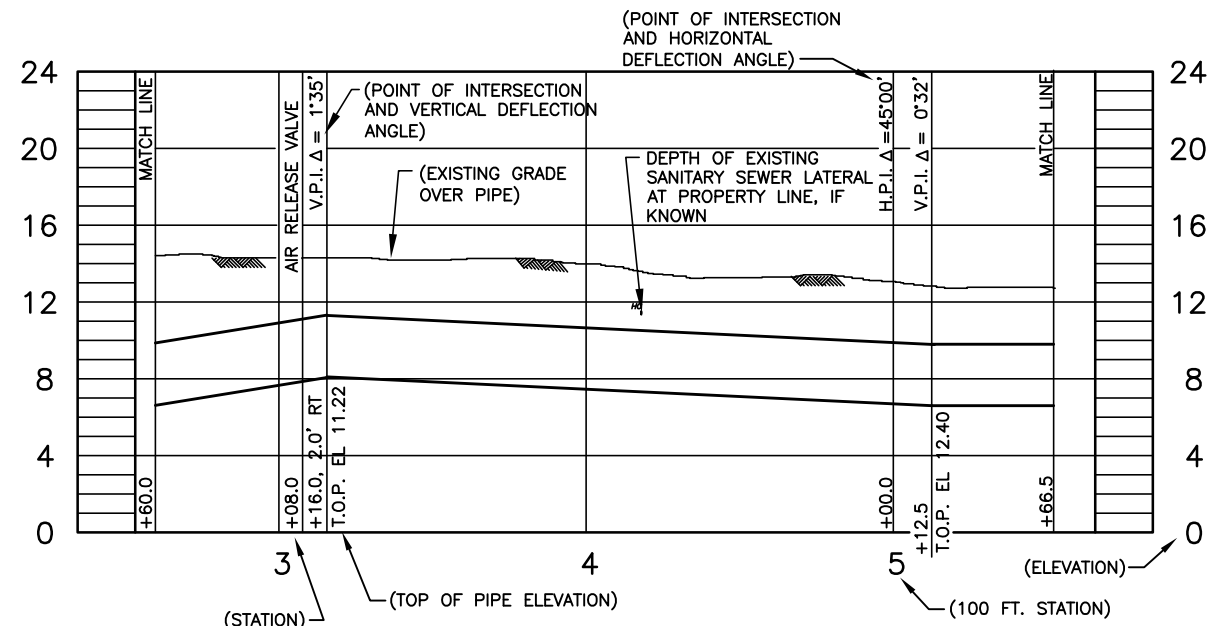 (POINT OF INTERSECTION
AND HORIZONTAL
DEFLECTION ANGLE)
24
20
16
12
8
4
0
MATCH LINE
+60.0
AIR RELEASE VALVE
+08.0
V.P.I. Δ = 1°35'
+16.0, 2.0' RT
T.O.P. EL 11.22
(POINT OF INTERSECTION
AND VERTICAL DEFLECTION
ANGLE)
(EXISTING GRADE
OVER PIPE)
DEPTH OF EXISTING
SANITARY SEWER LATERAL
AT PROPERTY LINE, IF
KNOWN
H.P.I. Δ =45°00'
+00.0
V.P.I. Δ = 0°32'
+12.5
T.O.P. EL 12.40
MATCH LINE
+66.5
24
20
16
12
8
4
0
3
4
5
(STATION)
(TOP OF PIPE ELEVATION)
(100 FT. STATION)
(ELEVATION)